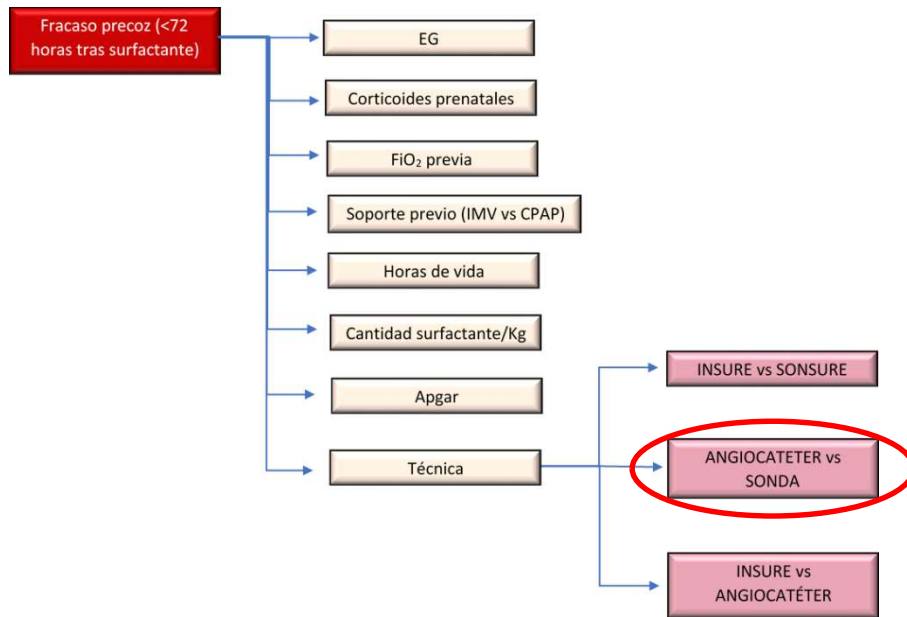 Fracaso precoz (<72
horas tras surfactante)
EG
Corticoides prenatales
FiO₂ previa
Soporte previo (IMV vs CPAP)
Horas de vida
Cantidad surfactante/Kg
Apgar
Técnica
INSURE vs SONSURE
ANGIOCATETER vs
SONDA
INSURE vs
ANGIOCATÉTER